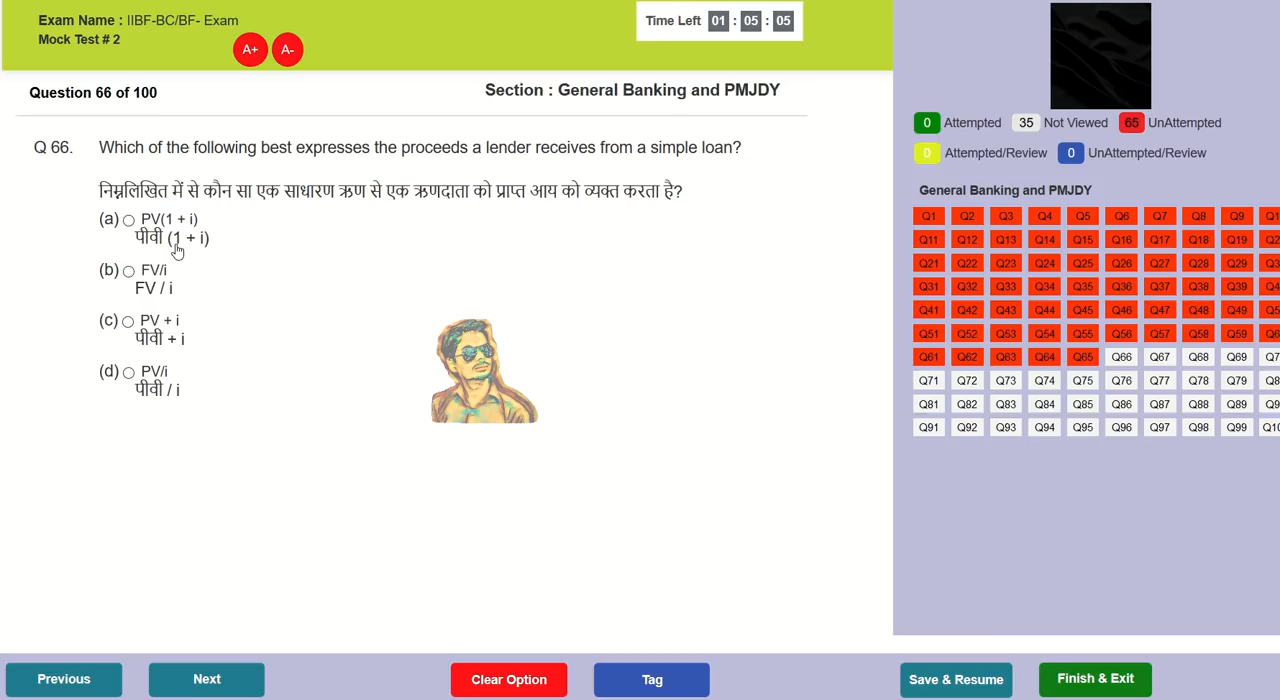 Exam Name : IIBF-BC/BF- Exam
Mock Test # 2
A+ A-
Time Left 01 : 05 : 05
Question 66 of 100
Section : General Banking and PMJDY
Q 66. Which of the following best expresses the proceeds a lender receives from a simple loan?
निम्नलिखित में से कौन सा एक साधारण ऋण से एक ऋणदाता को प्राप्त आय को व्यक्त करता है?
(a) PV(1 + i)
पीवी (1 + i)
(b) FV/i
FV / i
(c) PV + i
पीवी + i
(d) PV/i
पीवी / i
0 Attempted 35 Not Viewed 65 UnAttempted
0 Attempted/Review 0 UnAttempted/Review
General Banking and PMJDY
Q1 Q2 Q3 Q4 Q5 Q6 Q7 Q8 Q9
Q11 Q12 Q13 Q14 Q15 Q16 Q17 Q18 Q19
Q21 Q22 Q23 Q24 Q25 Q26 Q27 Q28 Q29
Q31 Q32 Q33 Q34 Q35 Q36 Q37 Q38 Q39
Q41 Q42 Q43 Q44 Q45 Q46 Q47 Q48 Q49
Q51 Q52 Q53 Q54 Q55 Q56 Q57 Q58 Q59
Q61 Q62 Q63 Q64 Q65 Q66 Q67 Q68 Q69
Q71 Q72 Q73 Q74 Q75 Q76 Q77 Q78 Q79
Q81 Q82 Q83 Q84 Q85 Q86 Q87 Q88 Q89
Q91 Q92 Q93 Q94 Q95 Q96 Q97 Q98 Q99
Previous Next Clear Option Tag Save & Resume Finish & Exit